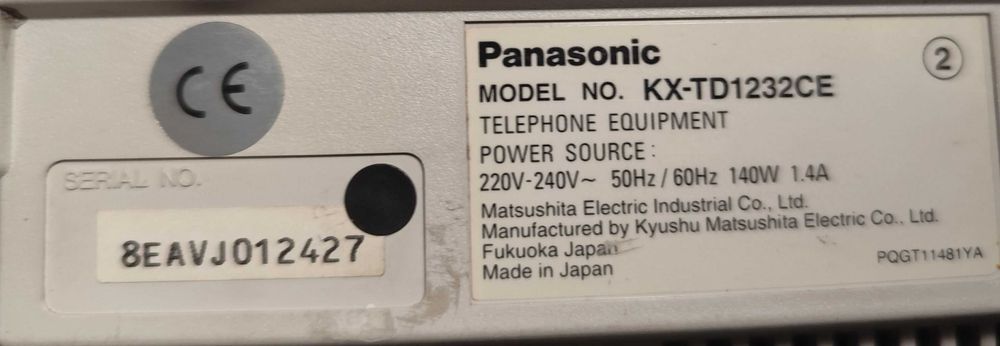 CE
SERIAL NO.
8EAVJ012427
Panasonic
2
MODEL NO. KX-TD1232CE
TELEPHONE EQUIPMENT
POWER SOURCE :
220V-240V~ 50Hz / 60Hz 140W 1.4A
Matsushita Electric Industrial Co., Ltd.
Manufactured by Kyushu Matsushita Electric Co., Ltd.
Fukuoka Japan
Made in Japan
PQGT11481YA